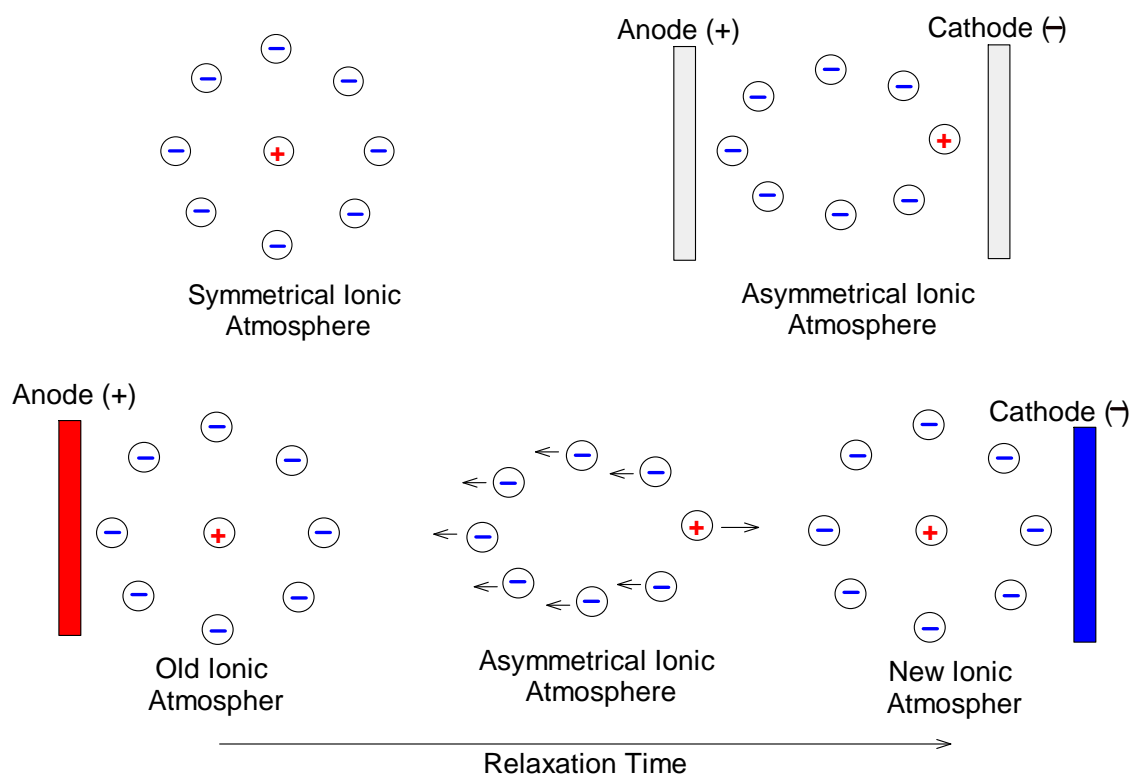 Anode (+)
Cathode (−)
Symmetrical Ionic
Atmosphere
Asymmetrical Ionic
Atmosphere
Anode (+)
Cathode (−)
Old Ionic
Atmospher
Asymmetrical Ionic
Atmosphere
New Ionic
Atmospher
Relaxation Time